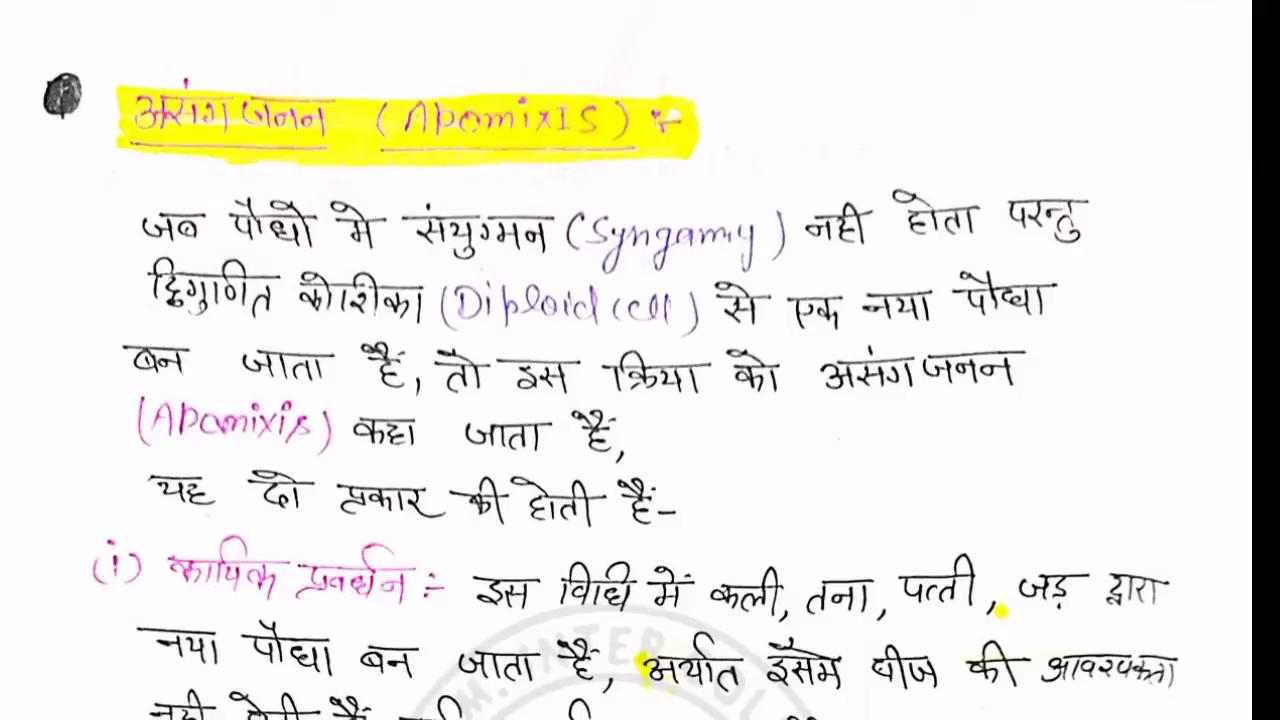 असंगजनन (APOMIXIS) :-
जब पौधो मे संयुग्मन (Syngamy) नही होता परन्तु
द्विगुणित कोशिका (Diploid cell) से एक नया पौधा
बन जाता हैं, तो इस क्रिया को असंगजनन
(Apomixis) कहा जाता हैं,
यह दो प्रकार की होती हैं-
(i) कायिक प्रवर्धन :- इस विधि में कली, तना, पत्ती, जड़ द्वारा
नया पौधा बन जाता हैं, अर्थात इसमे बीज की आवश्यकता